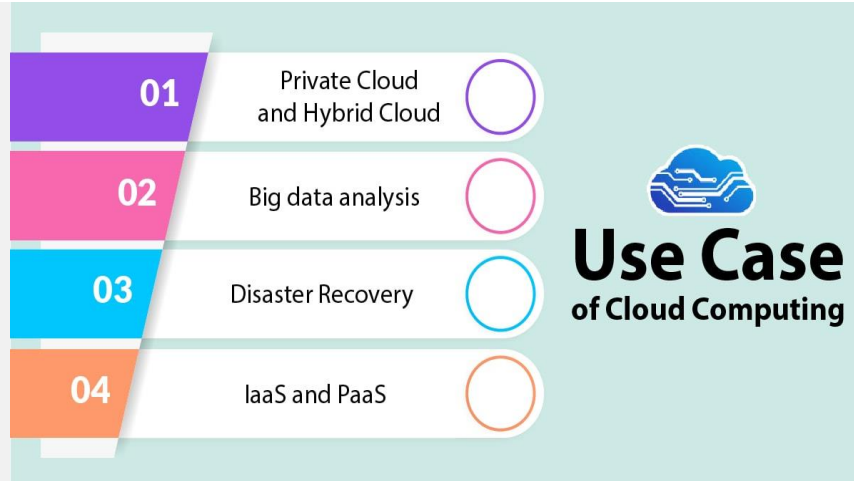 01
Private Cloud
and Hybrid Cloud
02
Big data analysis
03
Disaster Recovery
04
IaaS and PaaS
Use Case
of Cloud Computing